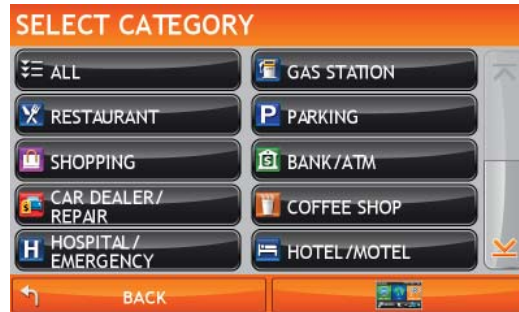 SELECT CATEGORY
ALL
GAS STATION
RESTAURANT
P PARKING
SHOPPING
$ BANK/ATM
CAR DEALER/
REPAIR
COFFEE SHOP
H HOSPITAL/
EMERGENCY
HOTEL/MOTEL
BACK